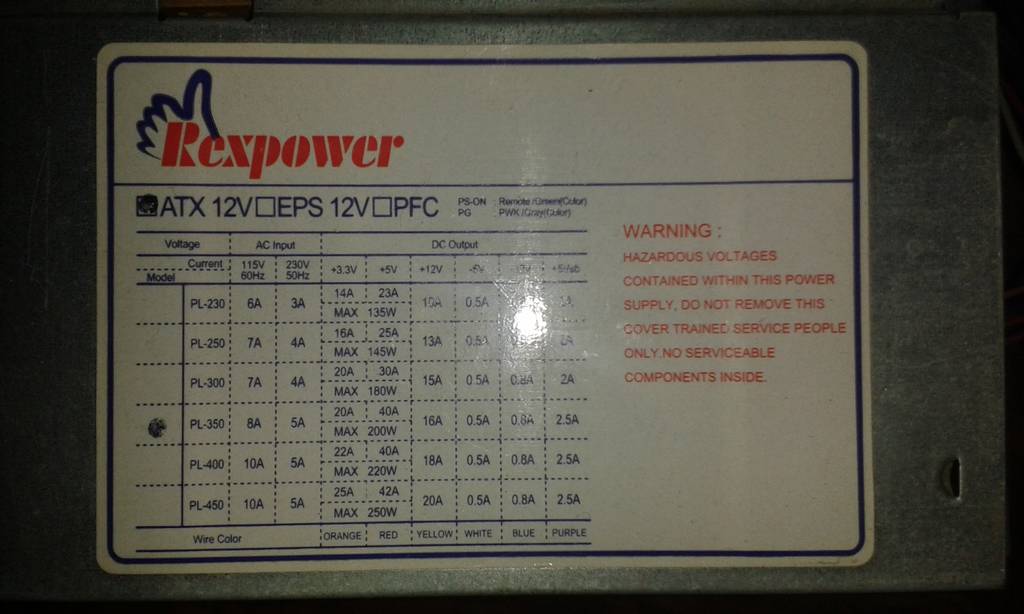 Rexpower
ATX 12V EPS 12V PFC
PS-ON : Remote /Green(Color)
PG : PWK /Gray(Color)
Voltage AC Input DC Output
Current 115V 60Hz 230V 50Hz +3.3V +5V +12V -5V
Model
PL-230 6A 3A 14A 23A 0.5A
MAX 135W
PL-250 7A 4A 16A 25A 13A 0.5A
MAX 145W
PL-300 7A 4A 20A 30A 15A 0.5A 0.8A 2A
MAX 180W
PL-350 8A 5A 20A 40A 16A 0.5A 0.8A 2.5A
MAX 200W
PL-400 10A 5A 22A 40A 18A 0.5A 0.8A 2.5A
MAX 220W
PL-450 10A 5A 25A 42A 20A 0.5A 0.8A 2.5A
MAX 250W
Wire Color ORANGE RED YELLOW WHITE BLUE PURPLE
WARNING :
HAZARDOUS VOLTAGES
CONTAINED WITHIN THIS POWER
SUPPLY, DO NOT REMOVE THIS
COVER TRAINED SERVICE PEOPLE
ONLY.NO SERVICEABLE
COMPONENTS INSIDE.